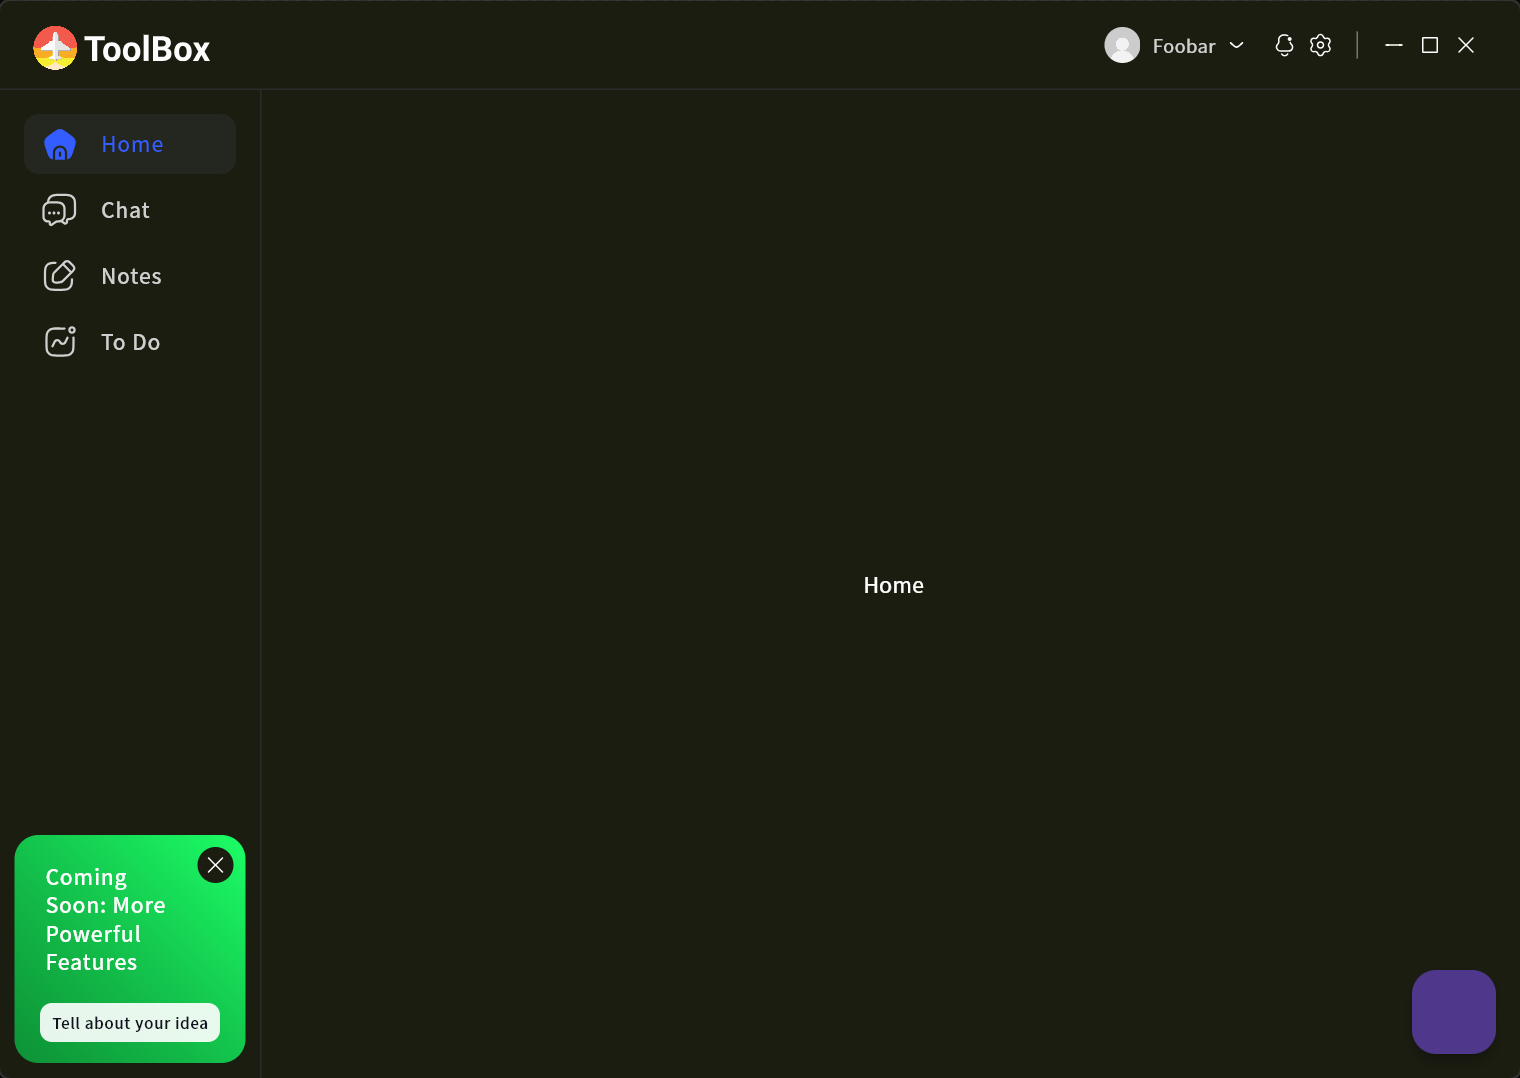 ToolBox
Foobar
Home
Chat
Notes
To Do
Home
Coming
Soon: More
Powerful
Features
Tell about your idea